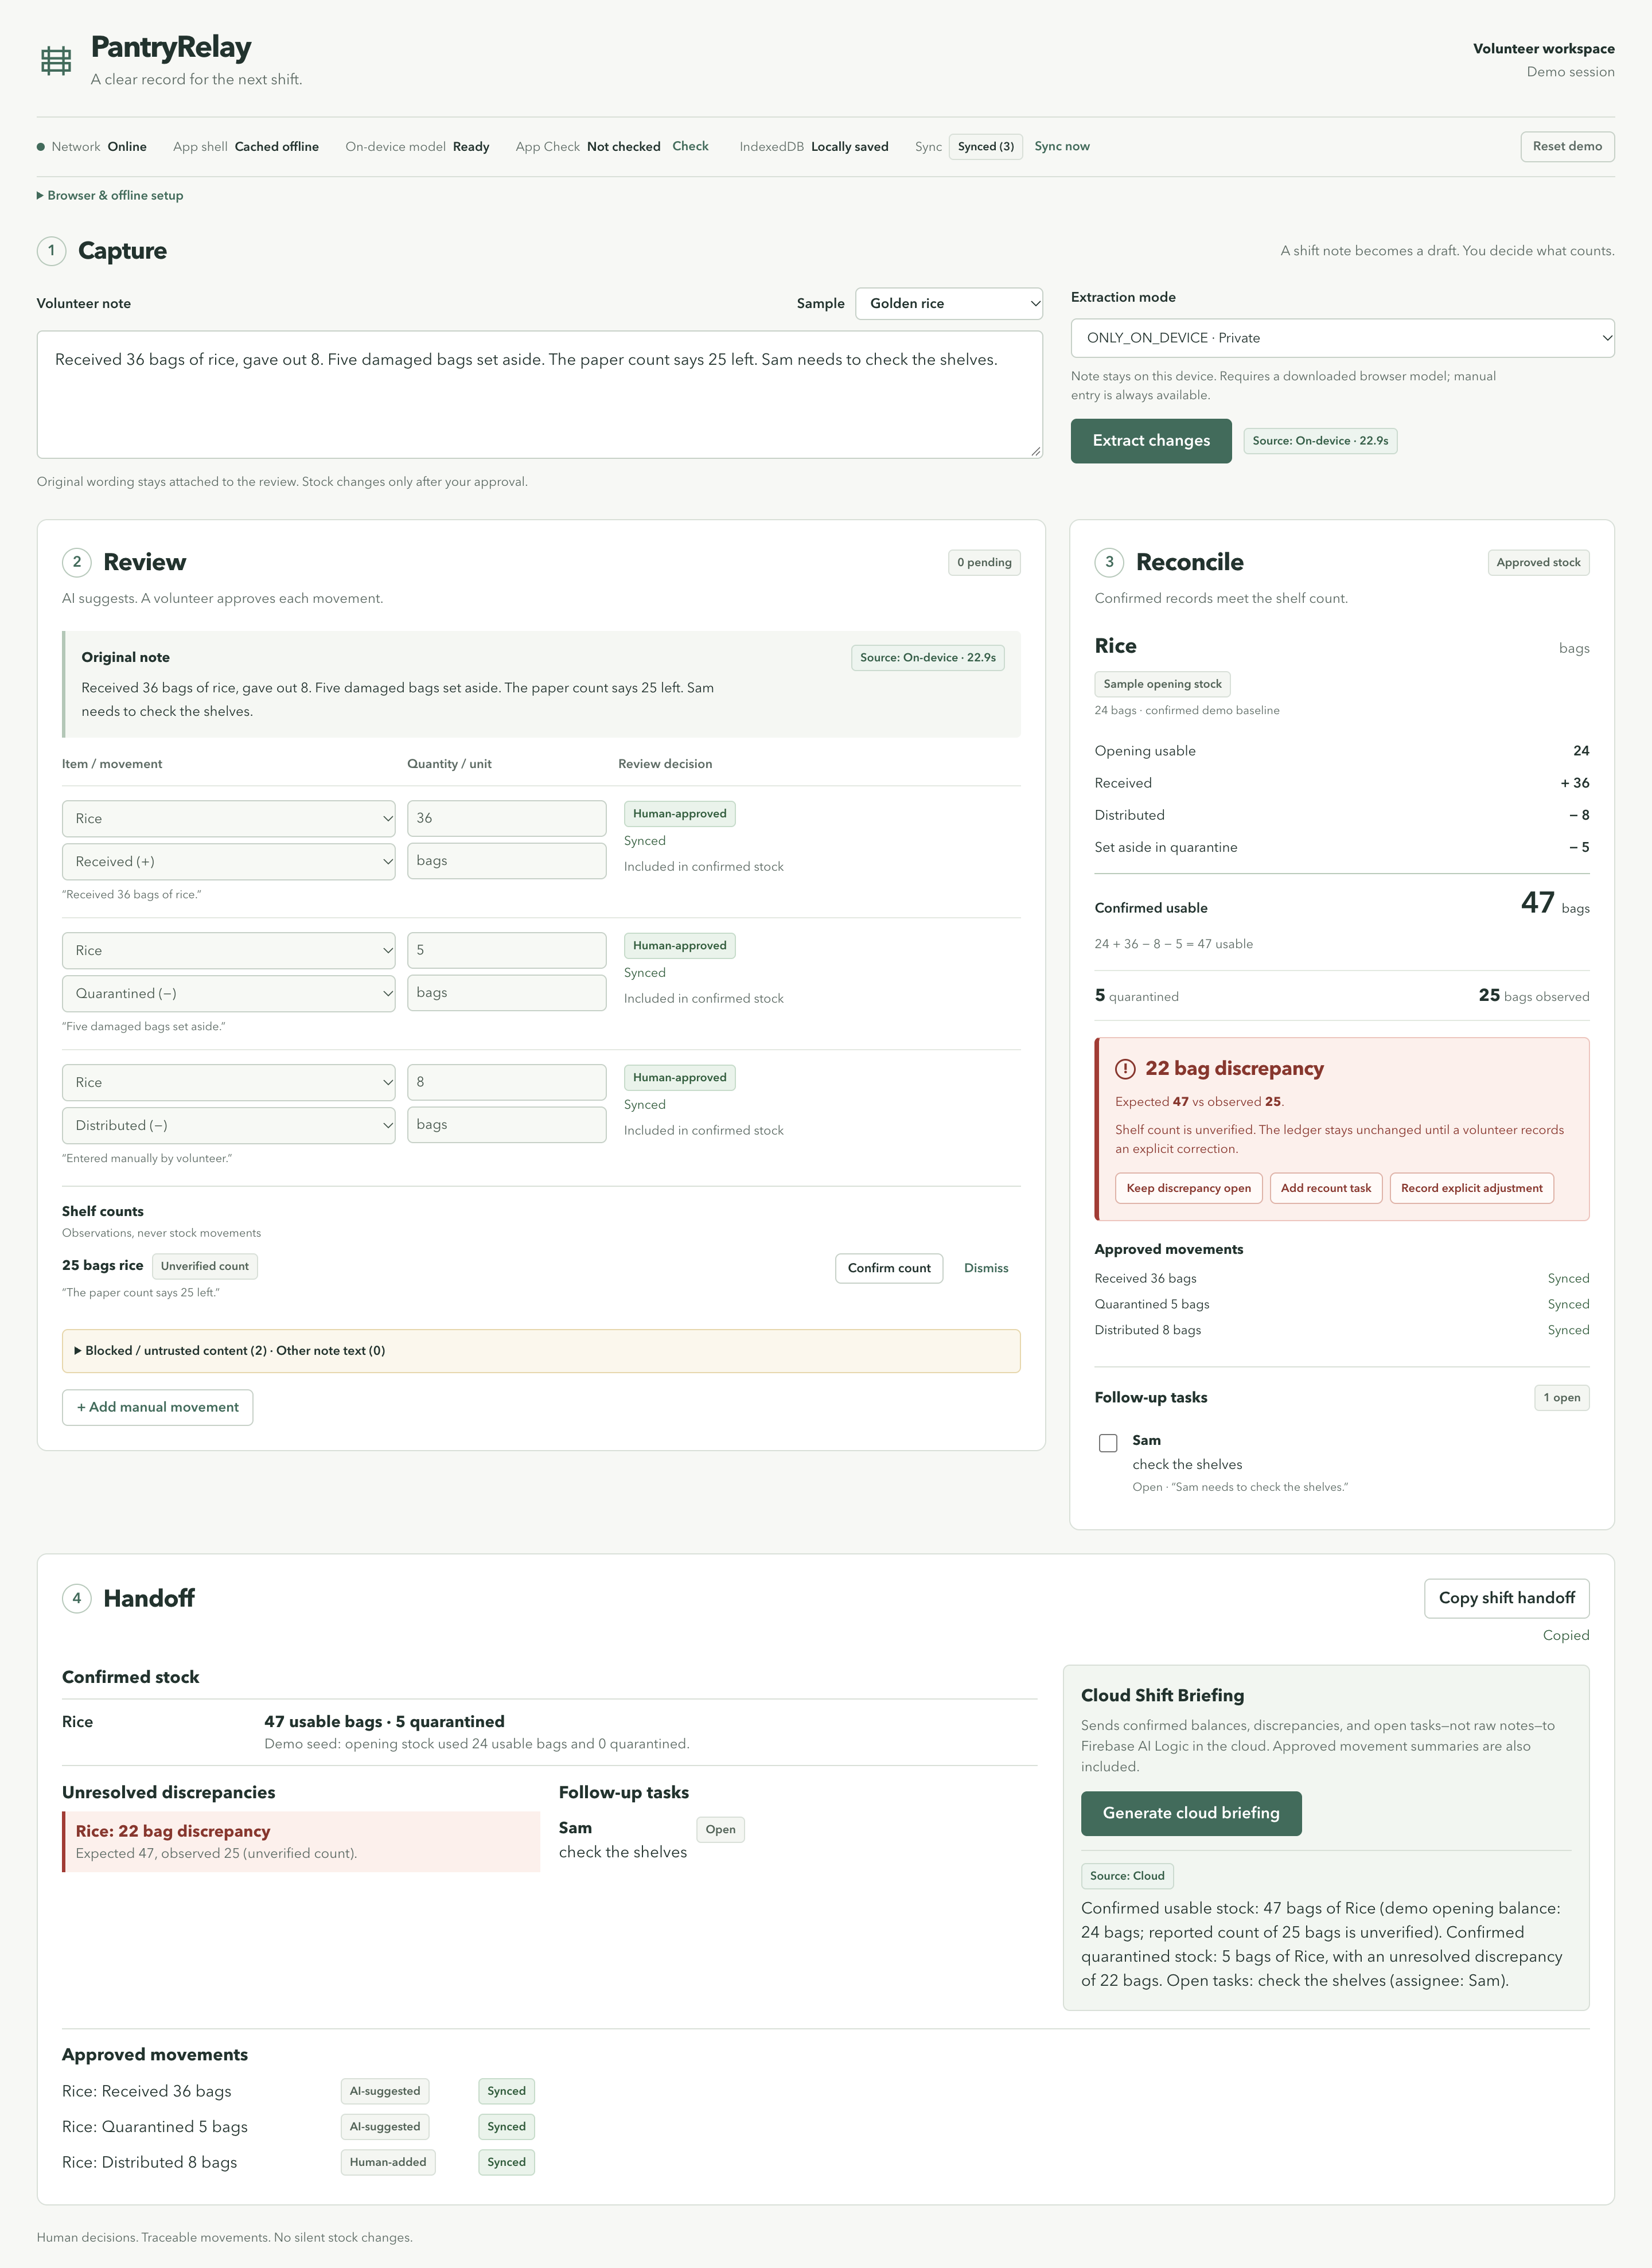 PantryRelay
A clear record for the next shift.
Volunteer workspace
Demo session
Network Online App shell Cached offline On-device model Ready App Check Not checked Check IndexedDB Locally saved Sync Synced (3) Sync now Reset demo
Browser & offline setup
1 Capture
A shift note becomes a draft. You decide what counts.
Volunteer note
Sample Golden rice
Received 36 bags of rice, gave out 8. Five damaged bags set aside. The paper count says 25 left. Sam needs to check the shelves.
Original wording stays attached to the review. Stock changes only after your approval.
Extraction mode
ONLY_ON_DEVICE · Private
Note stays on this device. Requires a downloaded browser model; manual
entry is always available.
Extract changes
Source: On-device · 22.9s
2 Review
0 pending
AI suggests. A volunteer approves each movement.
Original note
Source: On-device · 22.9s
Received 36 bags of rice, gave out 8. Five damaged bags set aside. The paper count says 25 left. Sam
needs to check the shelves.
Item / movement Quantity / unit Review decision
Rice 36 Human-approved
Synced
Received (+) bags Included in confirmed stock
“Received 36 bags of rice.”
Rice 5 Human-approved
Synced
Quarantined (−) bags Included in confirmed stock
“Five damaged bags set aside.”
Rice 8 Human-approved
Synced
Distributed (−) bags Included in confirmed stock
“Entered manually by volunteer.”
Shelf counts
Observations, never stock movements
25 bags rice Unverified count Confirm count Dismiss
“The paper count says 25 left.”
Blocked / untrusted content (2) · Other note text (0)
+ Add manual movement
3 Reconcile
Approved stock
Confirmed records meet the shelf count.
Rice bags
Sample opening stock
24 bags · confirmed demo baseline
Opening usable 24
Received + 36
Distributed − 8
Set aside in quarantine − 5
Confirmed usable 47 bags
24 + 36 − 8 − 5 = 47 usable
5 quarantined 25 bags observed
22 bag discrepancy
Expected 47 vs observed 25.
Shelf count is unverified. The ledger stays unchanged until a volunteer records
an explicit correction.
Keep discrepancy open Add recount task Record explicit adjustment
Approved movements
Received 36 bags Synced
Quarantined 5 bags Synced
Distributed 8 bags Synced
Follow-up tasks 1 open
Sam
check the shelves
Open · “Sam needs to check the shelves.”
4 Handoff
Copy shift handoff
Copied
Confirmed stock
Rice 47 usable bags · 5 quarantined
Demo seed: opening stock used 24 usable bags and 0 quarantined.
Unresolved discrepancies
Rice: 22 bag discrepancy
Expected 47, observed 25 (unverified count).
Follow-up tasks
Sam Open
check the shelves
Cloud Shift Briefing
Sends confirmed balances, discrepancies, and open tasks—not raw notes—to
Firebase AI Logic in the cloud. Approved movement summaries are also
included.
Generate cloud briefing
Source: Cloud
Confirmed usable stock: 47 bags of Rice (demo opening balance:
24 bags; reported count of 25 bags is unverified). Confirmed
quarantined stock: 5 bags of Rice, with an unresolved discrepancy
of 22 bags. Open tasks: check the shelves (assignee: Sam).
Approved movements
Rice: Received 36 bags AI-suggested Synced
Rice: Quarantined 5 bags AI-suggested Synced
Rice: Distributed 8 bags Human-added Synced
Human decisions. Traceable movements. No silent stock changes.